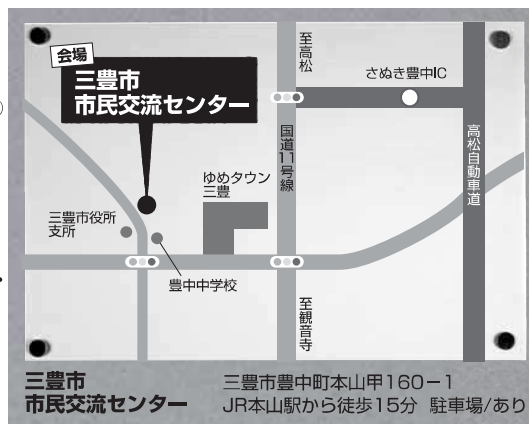 会場
三豊市
市民交流センター
至高松
さぬき豊中IC
国道11号線
高松自動車道
ゆめタウン
三豊
三豊市役所
支所
豊中中学校
至観音寺
三豊市
市民交流センター
三豊市豊中町本山甲160-1
JR本山駅から徒歩15分 駐車場/あり